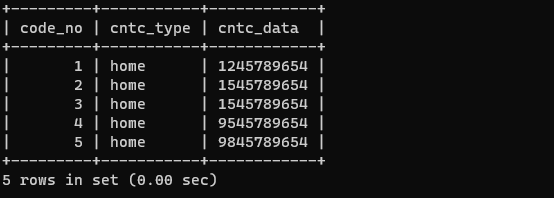 +---------+-----------+------------+
| code_no | cntc_type | cntc_data  |
+---------+-----------+------------+
|       1 | home      | 1245789654 |
|       2 | home      | 1545789654 |
|       3 | home      | 1545789654 |
|       4 | home      | 9545789654 |
|       5 | home      | 9845789654 |
+---------+-----------+------------+
5 rows in set (0.00 sec)